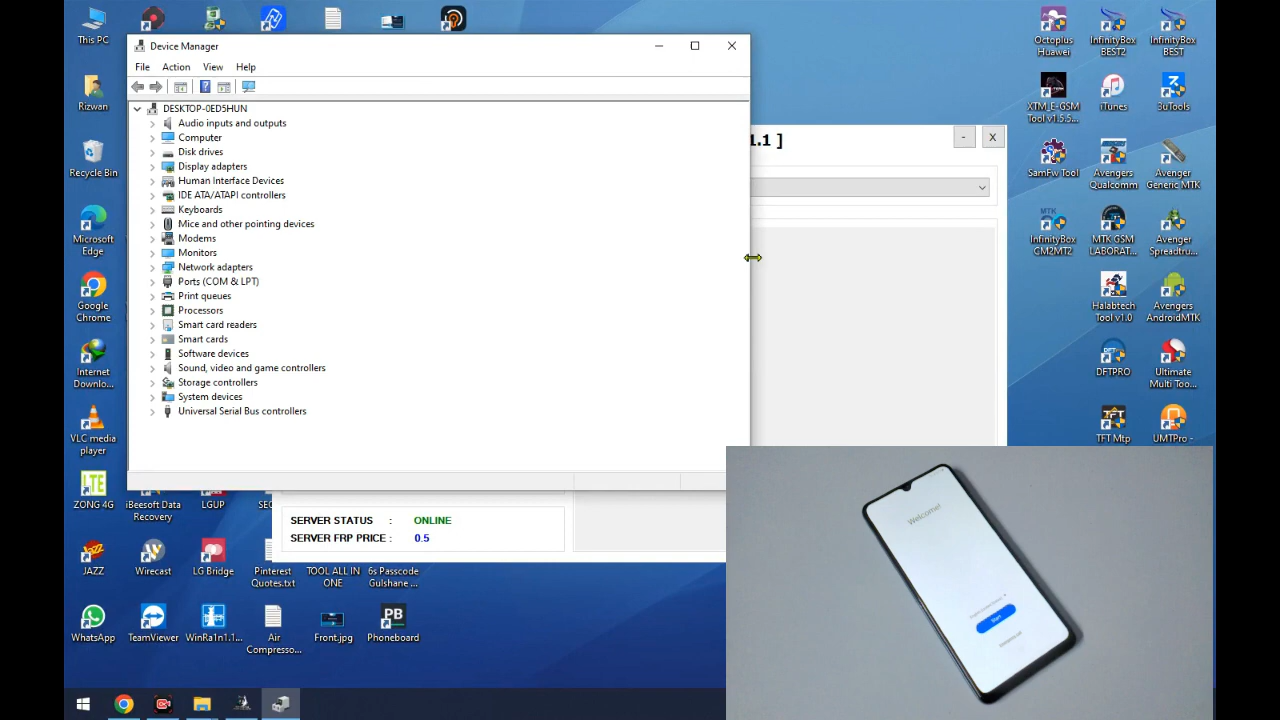 This PC
Rizwan
Recycle Bin
Microsoft
Edge
Google
Chrome
Internet
Downlo...
VLC media
player
ZONG 4G
JAZZ
WhatsApp
iBeesoft Data
Recovery
Wirecast
TeamViewer
LGUP
LG Bridge
WinRa1n1.1...
Pinterest
Quotes.txt
Air
Compresso...
TOOL ALL IN
ONE
Front.jpg
6s Passcode
Gulshane ...
Phoneboard
Device Manager
File
Action
View
Help
DESKTOP-0ED5HUN
Audio inputs and outputs
Computer
Disk drives
Display adapters
Human Interface Devices
IDE ATA/ATAPI controllers
Keyboards
Mice and other pointing devices
Modems
Monitors
Network adapters
Ports (COM & LPT)
Print queues
Processors
Smart card readers
Smart cards
Software devices
Sound, video and game controllers
Storage controllers
System devices
Universal Serial Bus controllers
1.1 ]
- X
SERVER STATUS : ONLINE
SERVER FRP PRICE : 0.5
Octoplus
Huawei
InfinityBox
BEST2
InfinityBox
BEST
XTM_E-GSM
Tool v1.5.5...
iTunes
3uTools
SamFw Tool
Avengers
Qualcomm
Avenger
Generic MTK
MTK
InfinityBox
CM2MT2
MTK GSM
LABORAT...
Avenger
Spreadtru...
Halabtech
Tool v1.0
Avengers
AndroidMTK
DFTPRO
Ultimate
Multi Too...
TFT Mtp
UMTPro -
Welcome!
Start